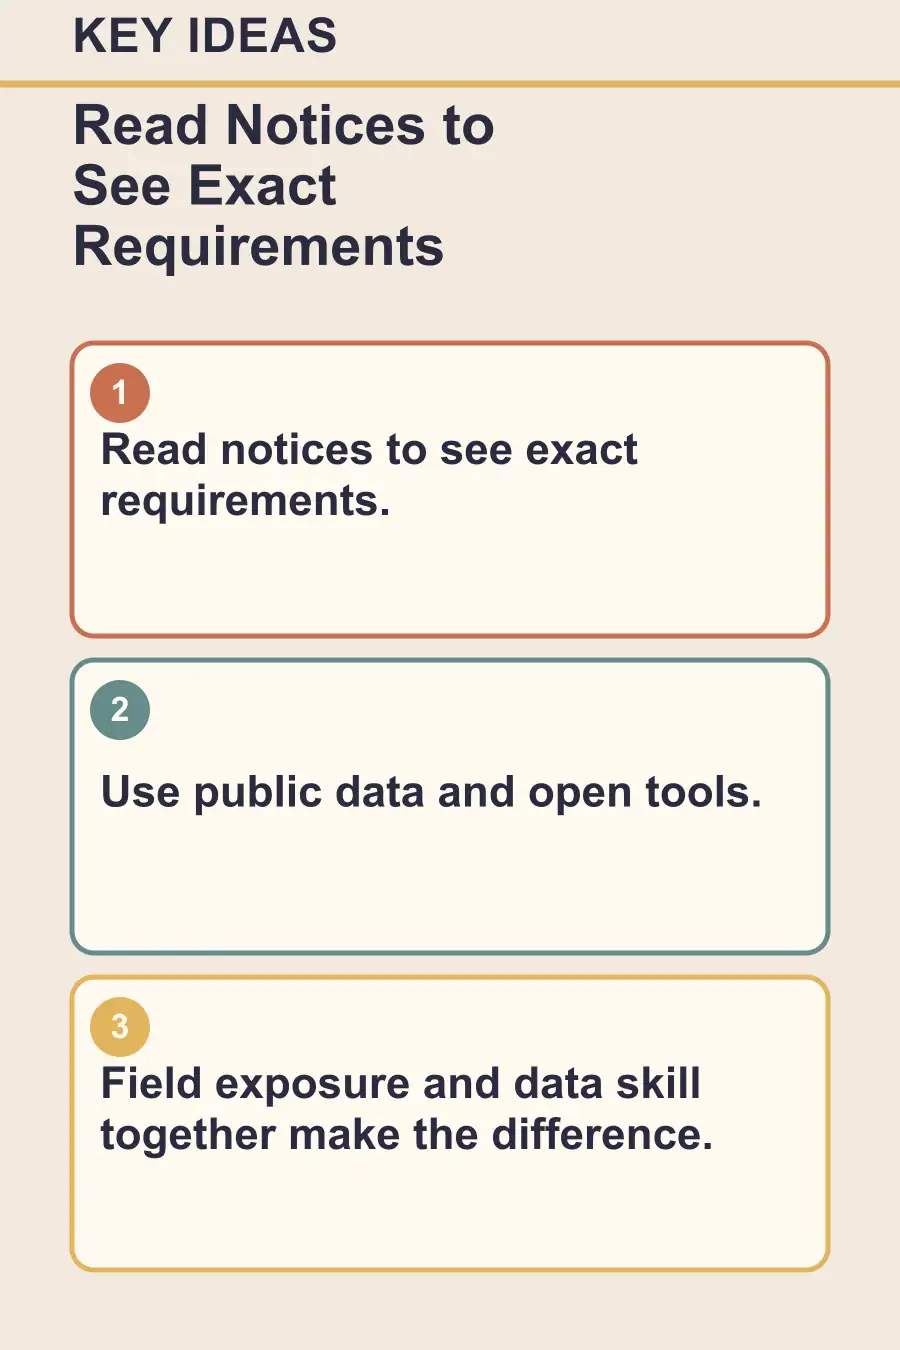 KEY IDEAS
Read Notices to
See Exact
Requirements
1
Read notices to see exact
requirements.
2
Use public data and open tools.
3
Field exposure and data skill
together make the difference.